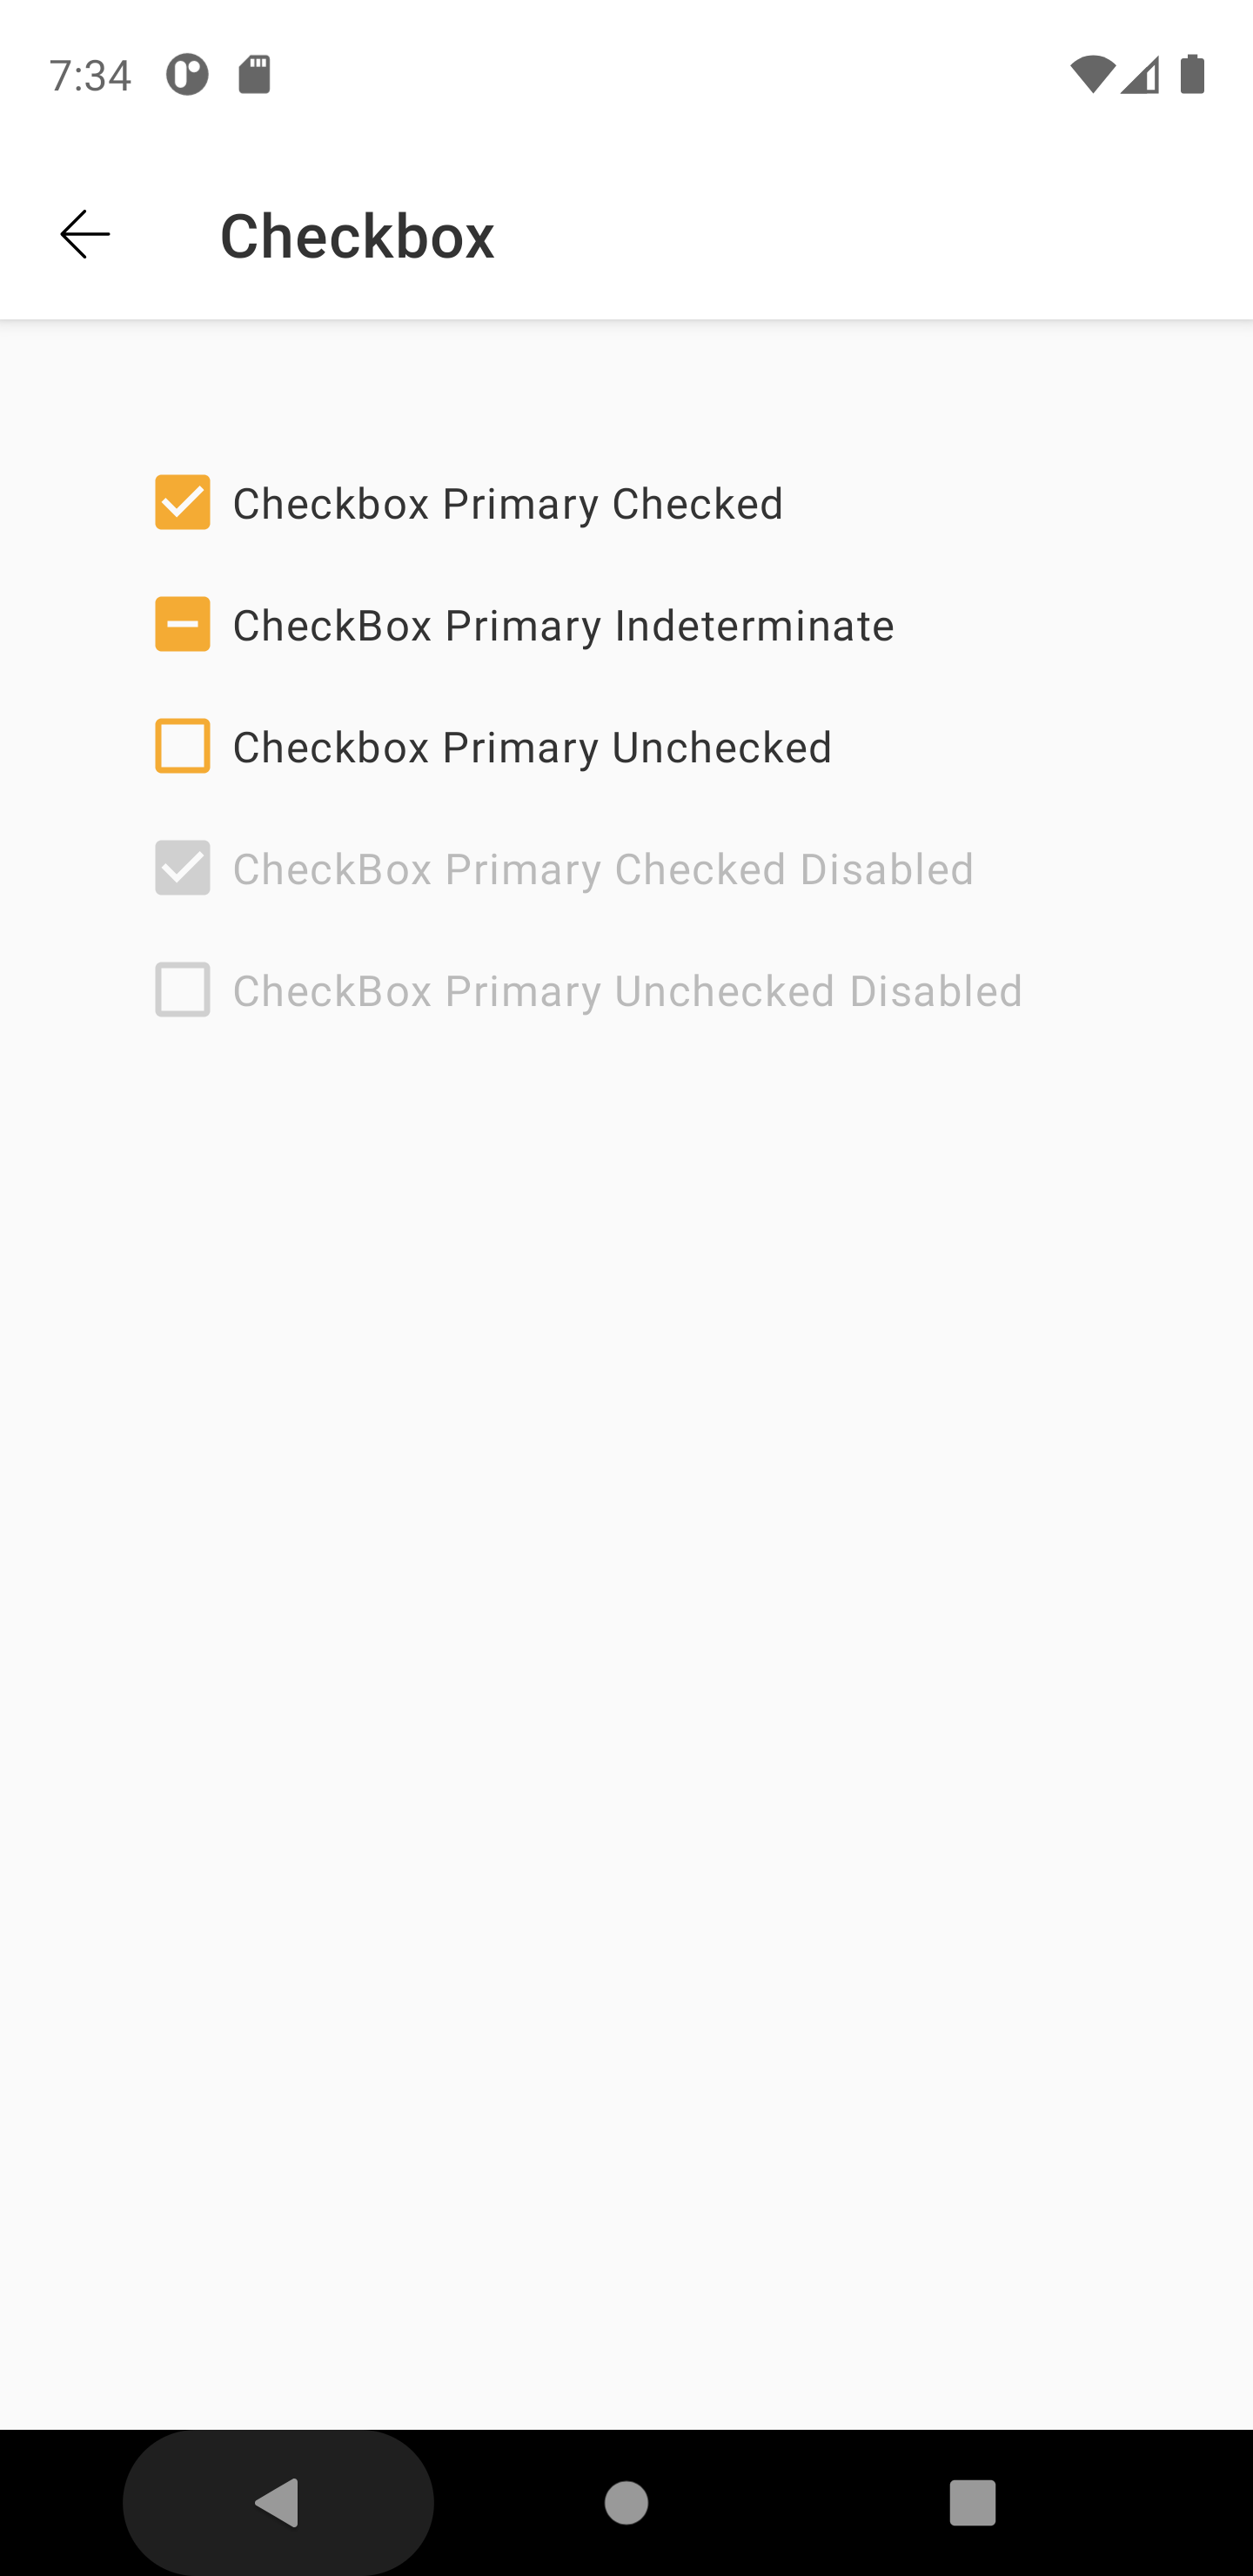 7:34
Checkbox
Checkbox Primary Checked
CheckBox Primary Indeterminate
Checkbox Primary Unchecked
CheckBox Primary Checked Disabled
CheckBox Primary Unchecked Disabled